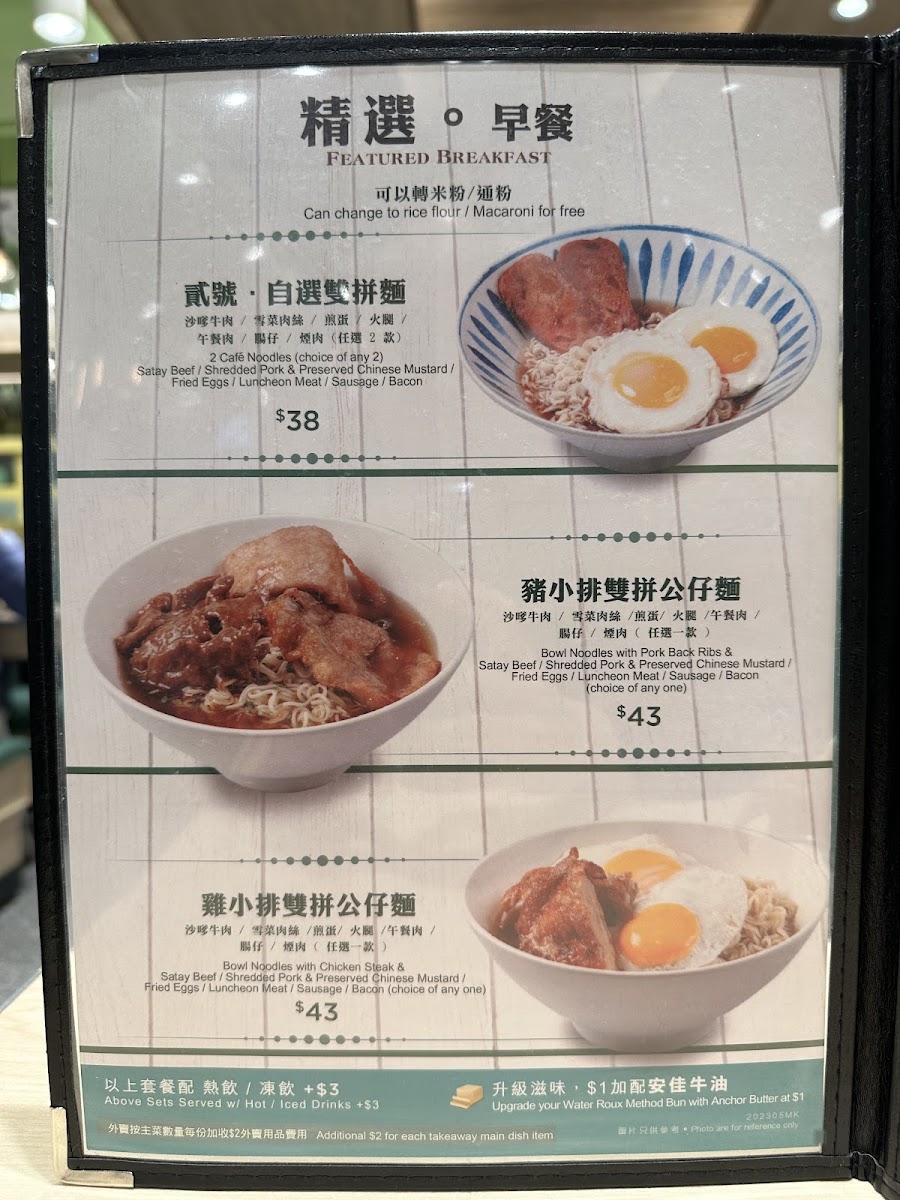 精選。早餐
FEATURED BREAKFAST
可以轉米粉/通粉
Can change to rice flour / Macaroni for free
貳號·自選雙拼麵
沙嗲牛肉 / 雪菜肉絲 / 煎蛋 / 火腿 /
午餐肉 / 腸仔 / 煙肉 (任選 2 款)
2 Café Noodles (choice of any 2)
Satay Beef / Shredded Pork & Preserved Chinese Mustard /
Fried Eggs / Luncheon Meat / Sausage / Bacon
$38
豬小排雙拼公仔麵
沙嗲牛肉 / 雪菜肉絲 /煎蛋/ 火腿 /午餐肉 /
腸仔 / 煙肉 ( 任選一款 )
Bowl Noodles with Pork Back Ribs &
Satay Beef / Shredded Pork & Preserved Chinese Mustard /
Fried Eggs / Luncheon Meat / Sausage / Bacon
(choice of any one)
$43
雞小排雙拼公仔麵
沙嗲牛肉 / 雪菜肉絲 /煎蛋/ 火腿 /午餐肉 /
腸仔 / 煙肉 ( 任選一款 )
Bowl Noodles with Chicken Steak &
Satay Beef / Shredded Pork & Preserved Chinese Mustard /
Fried Eggs / Luncheon Meat / Sausage / Bacon (choice of any one)
$43
以上套餐配 熱飲 / 凍飲 +$3
Above Sets Served w/ Hot / Iced Drinks +$3
升級滋味，$1加配安佳牛油
Upgrade your Water Roux Method Bun with Anchor Butter at $1
202305MK
外賣按主菜數量每份加收$2外賣用品費用 Additional $2 for each takeaway main dish item
圖片只供參考 • Photo are for reference only